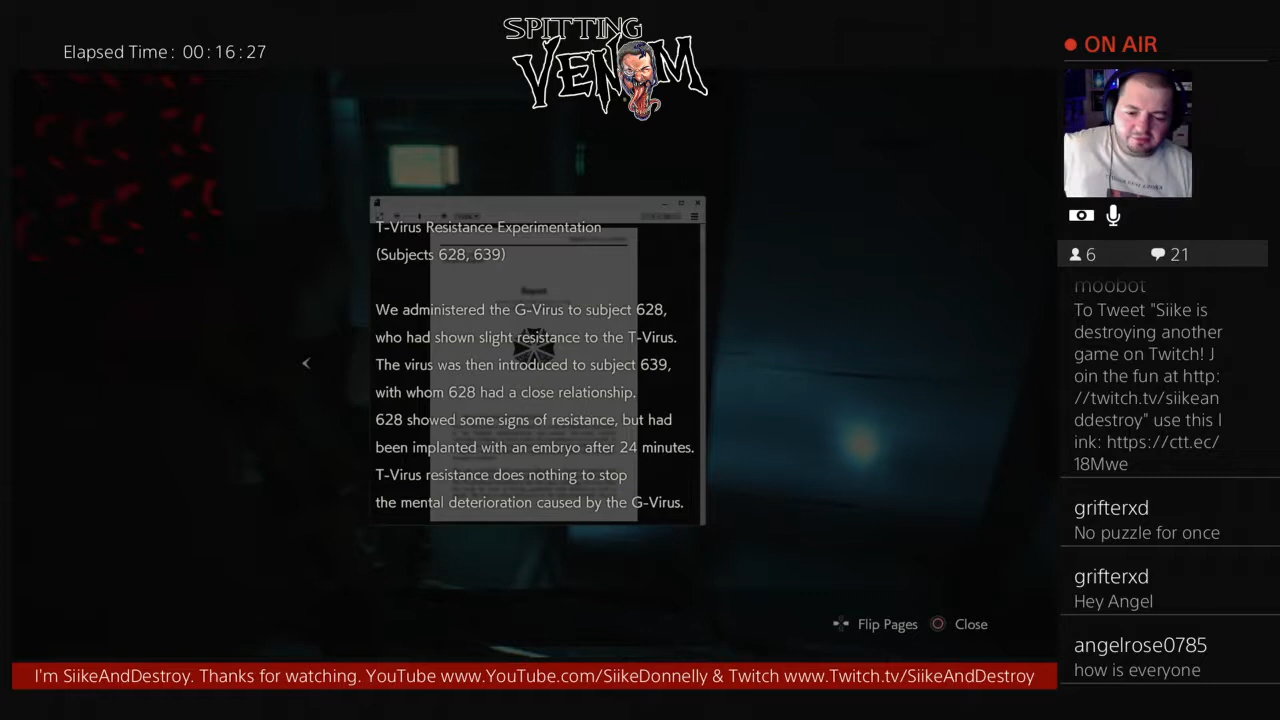 SPITTING
VENOM
Elapsed Time: 00:16:27
ON AIR
T-Virus Resistance Experimentation
(Subjects 628, 639)
We administered the G-Virus to subject 628,
who had shown slight resistance to the T-Virus.
The virus was then introduced to subject 639,
with whom 628 had a close relationship.
628 showed some signs of resistance, but had
been implanted with an embryo after 24 minutes.
T-Virus resistance does nothing to stop
the mental deterioration caused by the G-Virus.
Flip Pages
Close
6
21
moobot
To Tweet "Siike is
destroying another
game on Twitch! J
oin the fun at http:
//twitch.tv/siikean
ddestroy" use this l
ink: https://ctt.ec/
18Mwe
grifterxd
No puzzle for once
grifterxd
Hey Angel
angelrose0785
how is everyone
I'm SiikeAndDestroy. Thanks for watching. YouTube www.YouTube.com/SiikeDonnelly & Twitch www.Twitch.tv/SiikeAndDestroy